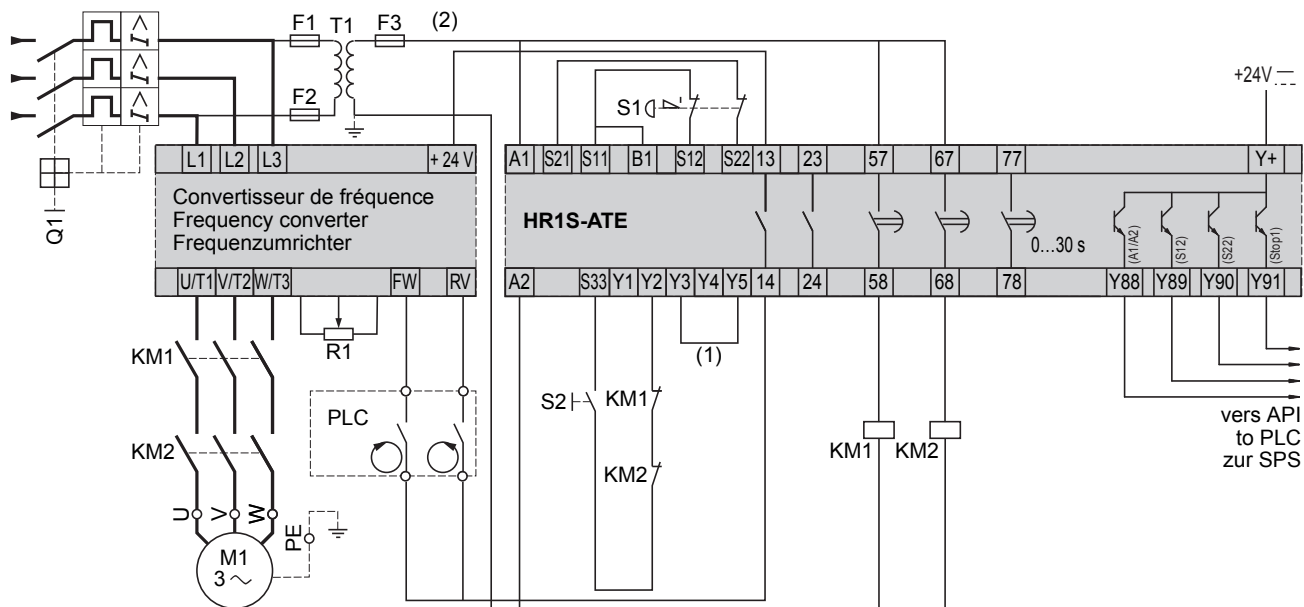 F1 T1 F3 (2)
F2
S1
+24V
L1 L2 L3 + 24 V
A1 S21 S11 B1 S12 S22 13 23 57 67 77 Y+
Convertisseur de fréquence
Frequency converter
Frequenzumrichter
HR1S-ATE
0...30 s
(A1/A2) (S12) (S22) (Stop1)
Q1
U/T1 V/T2 W/T3 FW RV
A2 S33 Y1 Y2 Y3 Y4 Y5 14 24 58 68 78 Y88 Y89 Y90 Y91
R1
(1)
KM1
PLC
S2
KM1
KM2
KM2
KM1 KM2
vers API
to PLC
zur SPS
U V W
PE
M1
3 ~